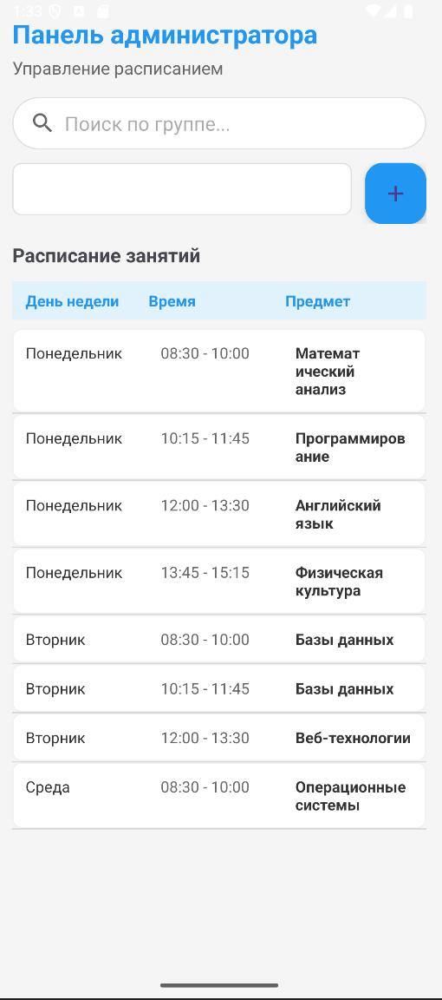 1:33
Панель администратора
Управление расписанием
Поиск по группе...
+
Расписание занятий
День недели Время Предмет
Понедельник 08:30 - 10:00 Математ
ический
анализ
Понедельник 10:15 - 11:45 Программиров
ание
Понедельник 12:00 - 13:30 Английский
язык
Понедельник 13:45 - 15:15 Физическая
культура
Вторник 08:30 - 10:00 Базы данных
Вторник 10:15 - 11:45 Базы данных
Вторник 12:00 - 13:30 Веб-технологии
Среда 08:30 - 10:00 Операционные
системы